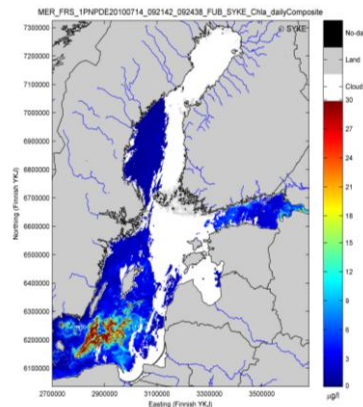 MER_FRS_1PNPDE20100714_092142_092438_FUB_SYKE_Chla_dailyComposite
© SYKE
7300000
7200000
7100000
7000000
6900000
6800000
6700000
6600000
6500000
6400000
6300000
6200000
6100000
Northing (Finnish YKJ)
2700000 2900000 3100000 3300000 3500000
Easting (Finnish YKJ)
No-da
Land
Cloud
30
27
24
21
18
15
12
9
6
3
0
µg/l